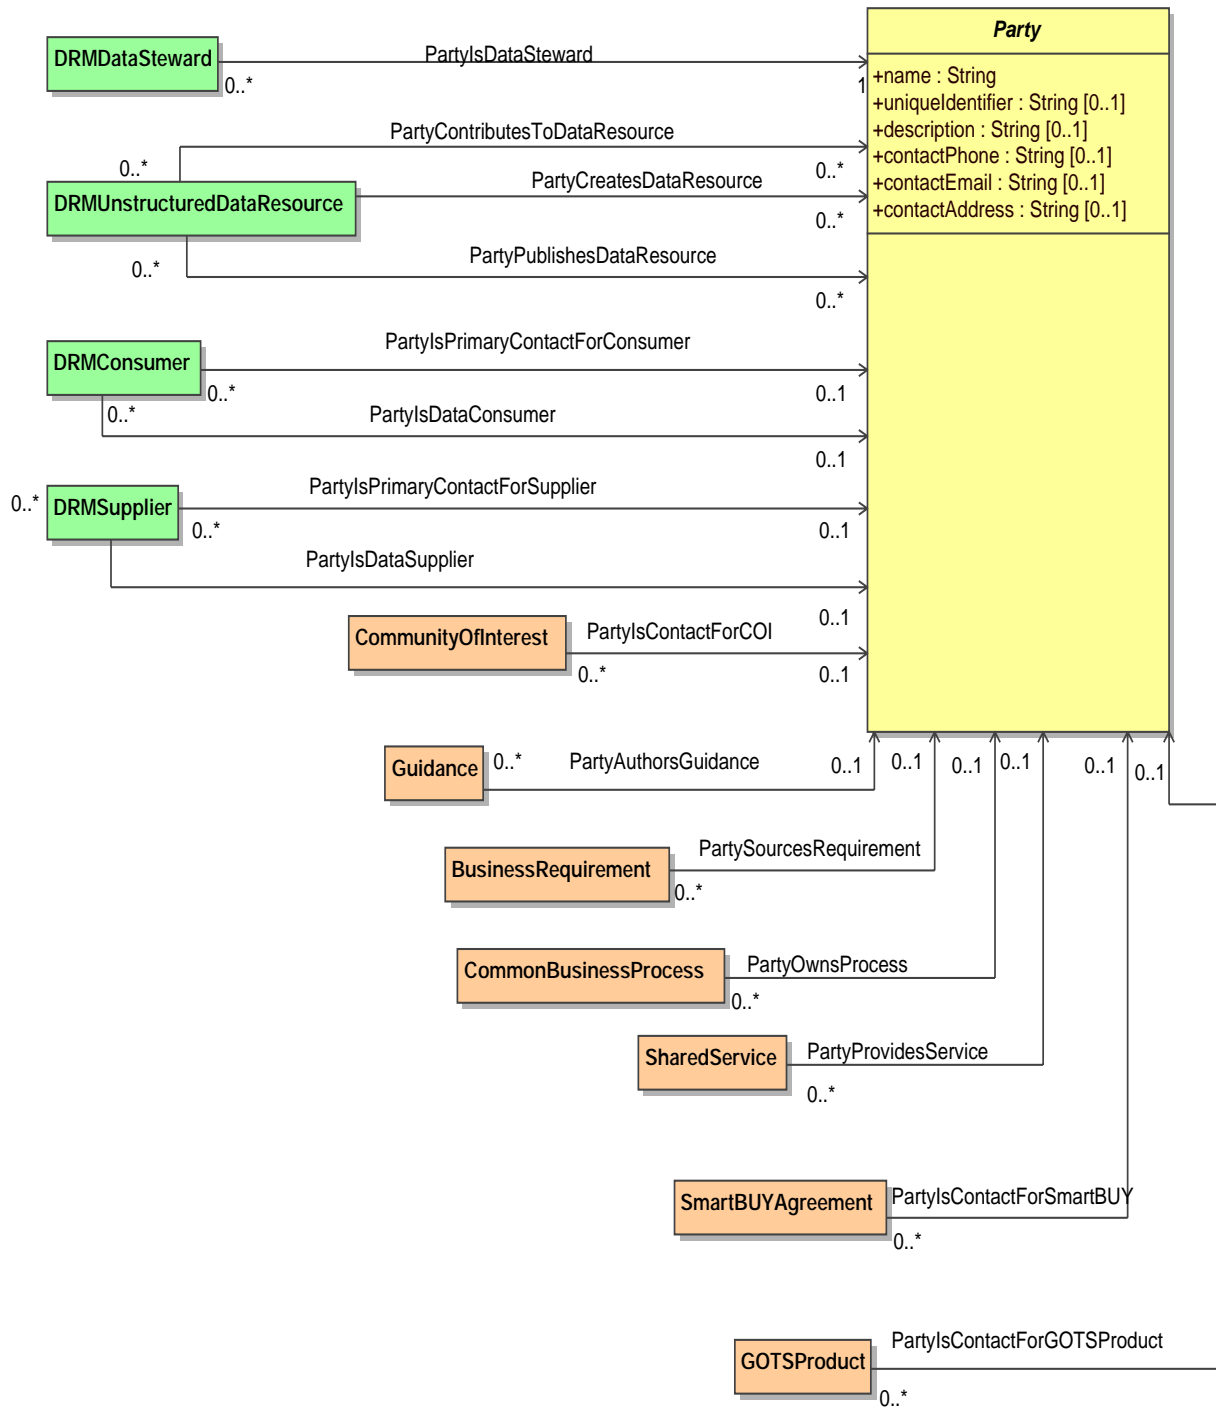 Party
DRMDataSteward
PartyIsDataSteward
0..*
1
+name : String
+uniqueIdentifier : String [0..1]
+description : String [0..1]
+contactPhone : String [0..1]
+contactEmail : String [0..1]
+contactAddress : String [0..1]
PartyContributesToDataResource
0..*
0..*
DRMUnstructuredDataResource
PartyCreatesDataResource
0..*
PartyPublishesDataResource
0..*
0..*
DRMConsumer
PartyIsPrimaryContactForConsumer
0..*
0..1
0..*
PartyIsDataConsumer
0..1
0..*
DRMSupplier
PartyIsPrimaryContactForSupplier
0..*
0..1
PartyIsDataSupplier
0..1
CommunityOfInterest
PartyIsContactForCOI
0..*
0..1
Guidance
0..*
PartyAuthorsGuidance
0..1
0..1
0..1
0..1
0..1
0..1
BusinessRequirement
PartySourcesRequirement
0..*
CommonBusinessProcess
PartyOwnsProcess
0..*
SharedService
PartyProvidesService
0..*
SmartBUYAgreement
PartyIsContactForSmartBUY
0..*
GOTSProduct
PartyIsContactForGOTSProduct
0..*